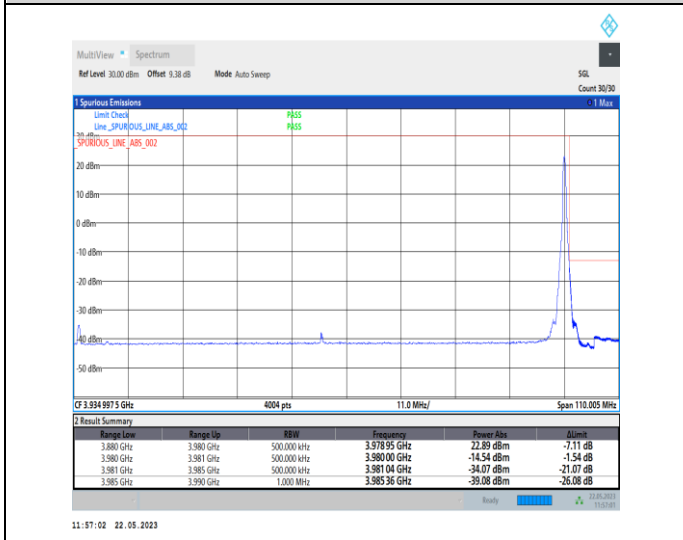 MultiView Spectrum
Ref Level 30.00 dBm Offset 9.38 dB Mode Auto Sweep SGL
Count 30/30
1 Spurious Emissions 1 Max
Limit Check PASS
Line _SPURIOUS_LINE_ABS_002 PASS
30 dBm
_SPURIOUS_LINE_ABS_002
20 dBm
10 dBm
0 dBm
-10 dBm
-20 dBm
-30 dBm
-40 dBm
-50 dBm
CF 3.934 997 5 GHz 4004 pts 11.0 MHz/ Span 110.005 MHz
2 Result Summary
Range Low Range Up RBW Frequency Power Abs ΔLimit
3.880 GHz 3.980 GHz 500.000 kHz 3.978 95 GHz 22.89 dBm -7.11 dB
3.980 GHz 3.981 GHz 500.000 kHz 3.980 00 GHz -14.54 dBm -1.54 dB
3.981 GHz 3.985 GHz 500.000 kHz 3.981 04 GHz -34.07 dBm -21.07 dB
3.985 GHz 3.990 GHz 1.000 MHz 3.985 36 GHz -39.08 dBm -26.08 dB
Ready 22.05.2023
11:57:01
11:57:02 22.05.2023